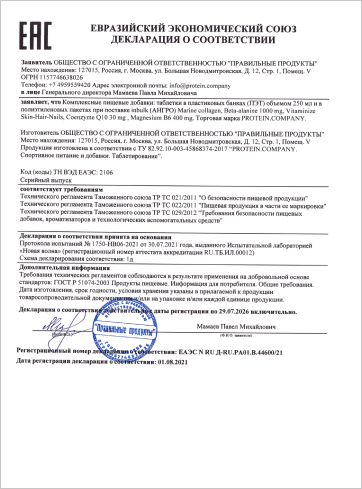 ЕАС
ЕВРАЗИЙСКИЙ ЭКОНОМИЧЕСКИЙ СОЮЗ
ДЕКЛАРАЦИЯ О СООТВЕТСТВИИ
Заявитель ОБЩЕСТВО С ОГРАНИЧЕННОЙ ОТВЕТСТВЕННОСТЬЮ "ПРАВИЛЬНЫЕ ПРОДУКТЫ"
Место нахождения: 127015, Россия, г. Москва, ул. Большая Новодмитровская, Д. 12, Стр. 1, Помещ. V
ОГРН 1157746638026
Телефон: +7 4959539420 Адрес электронной почты: info@protein.company
в лице Генерального директора Мамеева Павла Михайловича
заявляет, что Комплексные пищевые добавки: таблетки в пластиковых банках (ПЭТ) объемом 250 мл и в
полиэтиленовых пакетах при поставке inbulk (АНГРО) Marine collagen, Beta-alanine 1000 mg, Vitaminize
Skin-Hair-Nails, Coenzyme Q10 30 mg , Magnesium B6 400 mg. Торговая марка PROTEIN.COMPANY.
Изготовитель ОБЩЕСТВО С ОГРАНИЧЕННОЙ ОТВЕТСТВЕННОСТЬЮ "ПРАВИЛЬНЫЕ ПРОДУКТЫ"
Место нахождения: 127015, Россия, г. Москва, ул. Большая Новодмитровская, Д. 12, Стр. 1, Помещ. V
Продукция изготовлена в соответствии с ТУ 82.92.10-003-45868374-2017 "PROTEIN.COMPANY.
Спортивное питание и добавки. Таблетирование".
Код (коды) ТН ВЭД ЕАЭС: 2106
Серийный выпуск
соответствует требованиям
Технического регламента Таможенного союза ТР ТС 021/2011 "О безопасности пищевой продукции"
Технического регламента Таможенного союза ТР ТС 022/2011 "Пищевая продукция в части ее маркировки"
Технического регламента Таможенного союза ТР ТС 029/2012 "Требования безопасности пищевых
добавок, ароматизаторов и технологических вспомогательных средств"
Декларация о соответствии принята на основании
Протокола испытаний № 1750-НВ06-2021 от 30.07.2021, выданного Испытательной лабораторией
«Новая волна» (регистрационный номер аттестата аккредитации RU.ТБ.ИЛ.00012)
Схема декларирования соответствия: 1д
Дополнительная информация
Требования технических регламентов соблюдаются в результате применения на добровольной основе
стандартов: ГОСТ Р 51074-2003 Продукты пищевые. Информация для потребителя. Общие требования.
Дата изготовления, срок годности, условия хранения указаны в прилагаемой к продукции
товаросопроводительной документации и/или на упаковке и/или каждой единице продукции.
Декларация о соответствии действительна с даты регистрации по 29.07.2026 включительно.
Мамеев Павел Михайлович
"Правильные продукты"
Регистрационный номер декларации о соответствии: ЕАЭС N RU Д-RU.РА01.В.44600/21
Дата регистрации декларации о соответствии: 01.08.2021